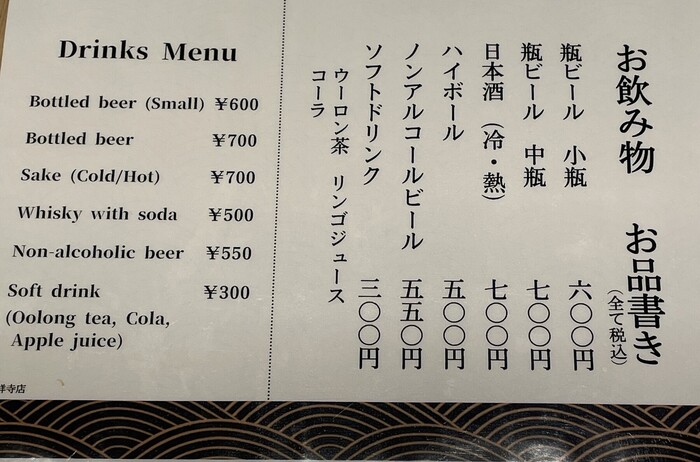 Drinks Menu
Bottled beer (Small) ¥600
Bottled beer ¥700
Sake (Cold/Hot) ¥700
Whisky with soda ¥500
Non-alcoholic beer ¥550
Soft drink ¥300
(Oolong tea, Cola,
Apple juice)
祥寺店
お飲み物 お品書き
(全て税込)
瓶ビール 小瓶 六〇〇円
瓶ビール 中瓶 七〇〇円
日本酒 (冷・熱) 七〇〇円
ハイボール 五〇〇円
ノンアルコールビール 五五〇円
ソフトドリンク 三〇〇円
ウーロン茶 リンゴジュース
コーラ